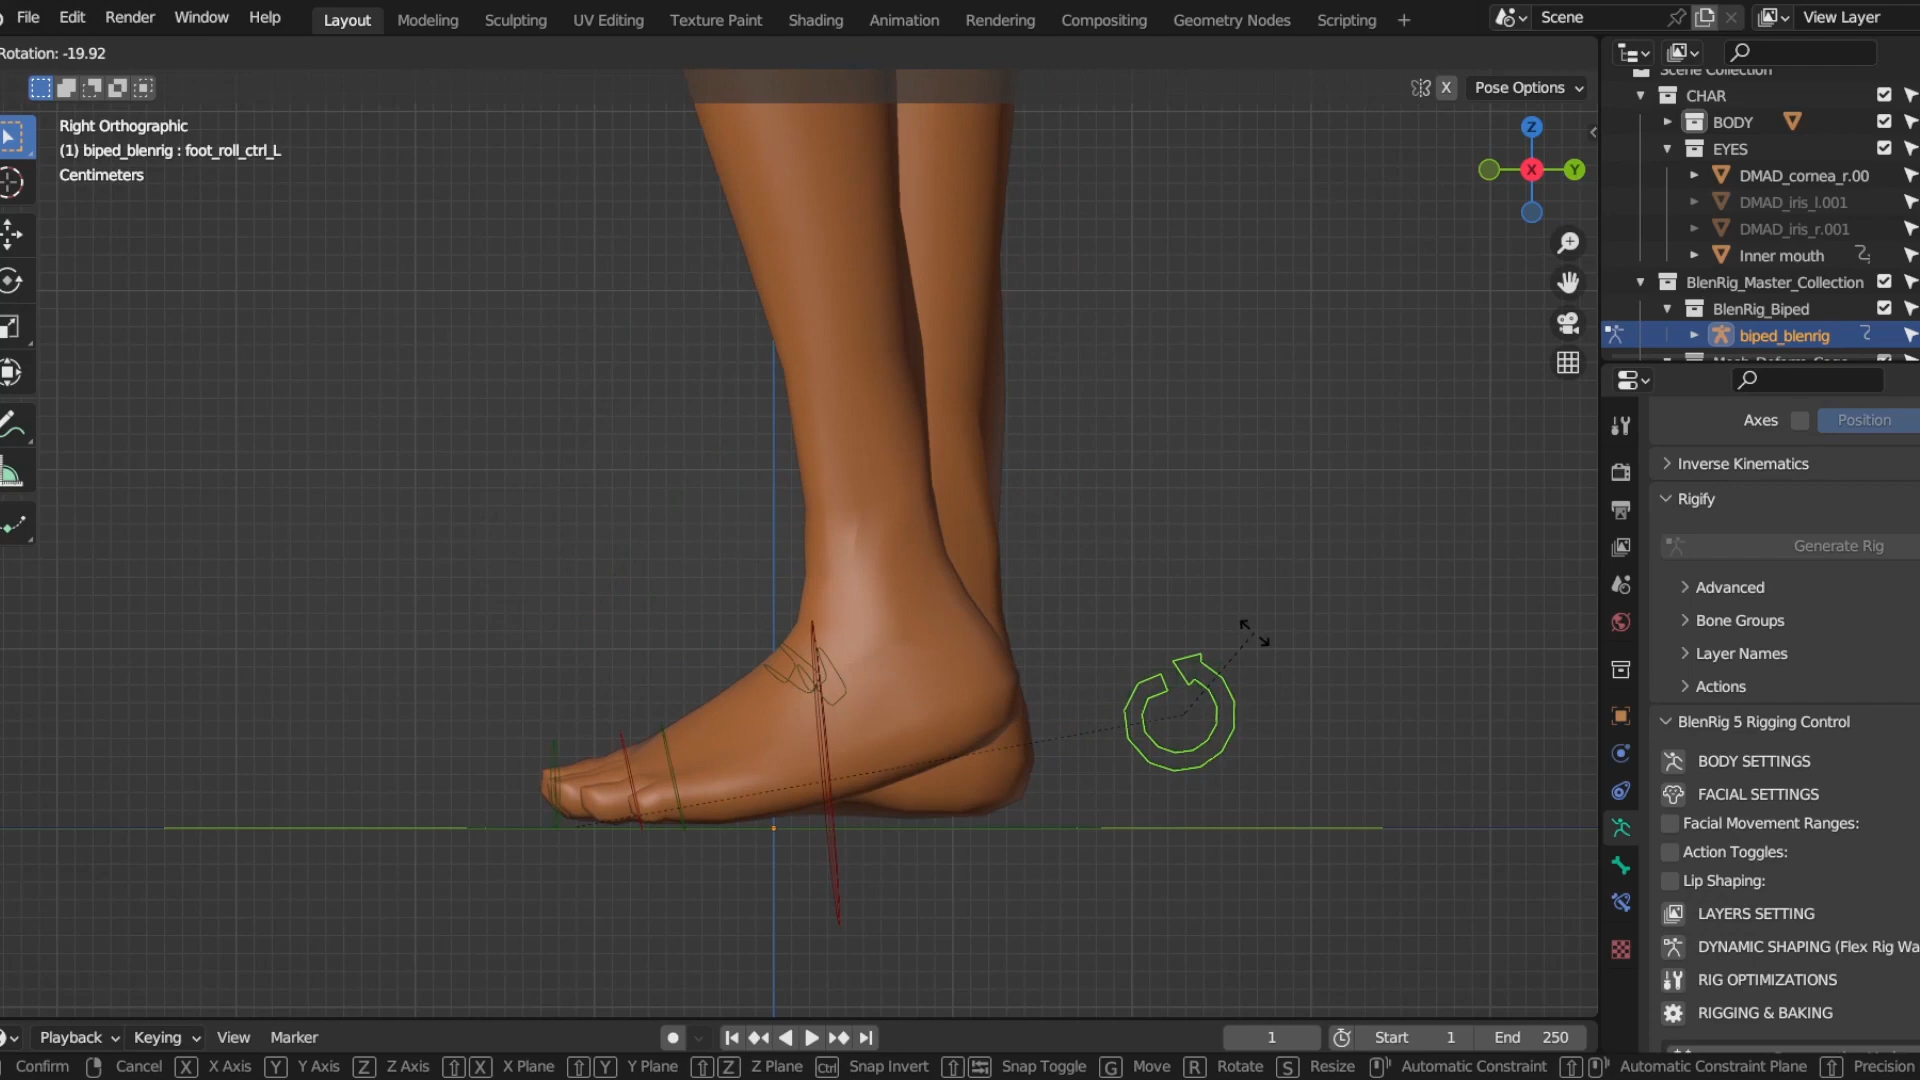 File Edit Render Window Help Layout Modeling Sculpting UV Editing Texture Paint Shading Animation Rendering Compositing Geometry Nodes Scripting + Scene View Layer
Rotation: -19.92
X Pose Options
Right Orthographic
(1) biped_blenrig : foot_roll_ctrl_L
Centimeters
Z
X
Y
Scene Collection
CHAR
BODY
EYES
DMAD_cornea_r.00
DMAD_iris_l.001
DMAD_iris_r.001
Inner mouth
BlenRig_Master_Collection
BlenRig_Biped
biped_blenrig
Axes Position
Inverse Kinematics
Rigify
Generate Rig
Advanced
Bone Groups
Layer Names
Actions
BlenRig 5 Rigging Control
BODY SETTINGS
FACIAL SETTINGS
Facial Movement Ranges:
Action Toggles:
Lip Shaping:
LAYERS SETTING
DYNAMIC SHAPING (Flex Rig Wa
RIG OPTIMIZATIONS
RIGGING & BAKING
Playback Keying View Marker 1 Start 1 End 250
Confirm Cancel X X Axis Y Y Axis Z Z Axis X X Plane Y Y Plane Z Z Plane Ctrl Snap Invert Snap Toggle G Move R Rotate S Resize Automatic Constraint Automatic Constraint Plane Precision